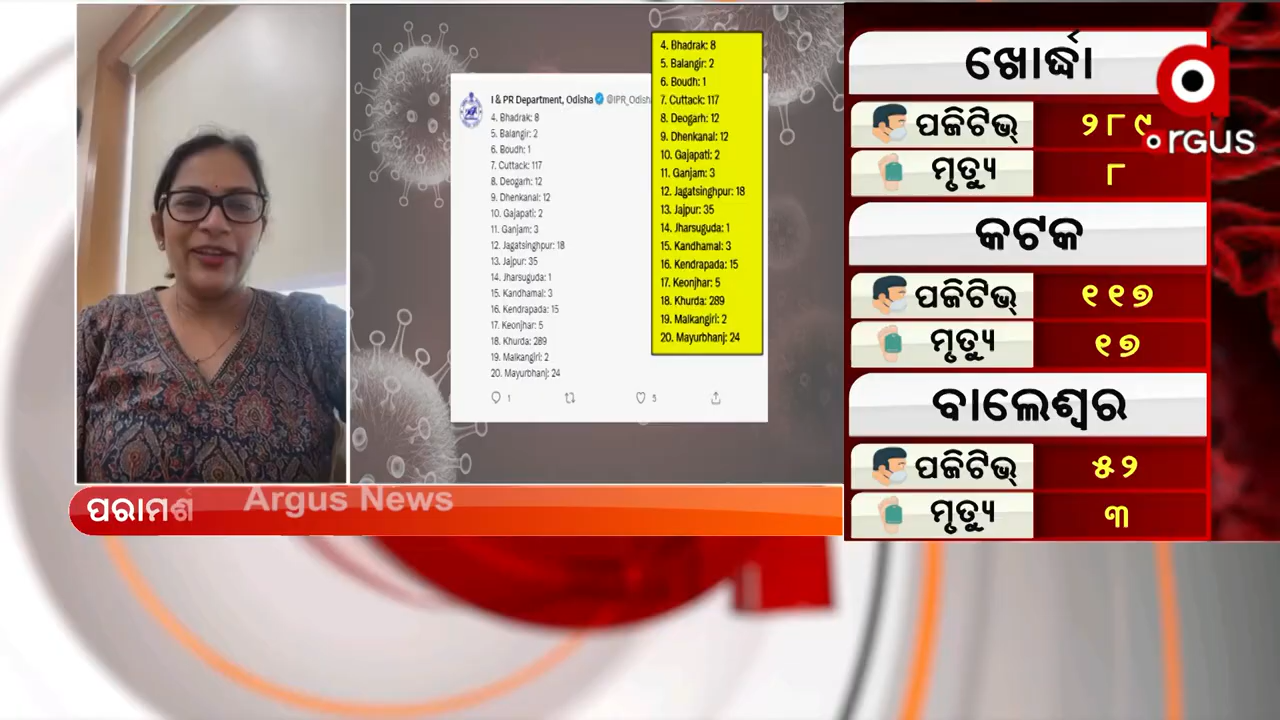 I & PR Department, Odisha @IPR_Odish
4. Bhadrak: 8
5. Balangir: 2
6. Boudh: 1
7. Cuttack: 117
8. Deogarh: 12
9. Dhenkanal: 12
10. Gajapati: 2
11. Ganjam: 3
12. Jagatsinghpur: 18
13. Jajpur: 35
14. Jharsuguda: 1
15. Kandhamal: 3
16. Kendrapada: 15
17. Keonjhar: 5
18. Khurda: 289
19. Malkangiri: 2
20. Mayurbhanj: 24
1
5
4. Bhadrak: 8
5. Balangir: 2
6. Boudh: 1
7. Cuttack: 117
8. Deogarh: 12
9. Dhenkanal: 12
10. Gajapati: 2
11. Ganjam: 3
12. Jagatsinghpur: 18
13. Jajpur: 35
14. Jharsuguda: 1
15. Kandhamal: 3
16. Kendrapada: 15
17. Keonjhar: 5
18. Khurda: 289
19. Malkangiri: 2
20. Mayurbhanj: 24
ଖୋର୍ଦ୍ଧା
ପଜିଟିଭ୍ ୨୮୯
ମୃତ୍ୟୁ ୮
କଟକ
ପଜିଟିଭ୍ ୧୧୭
ମୃତ୍ୟୁ ୧୭
ବାଲେଶ୍ୱର
ପଜିଟିଭ୍ ୫୨
ମୃତ୍ୟୁ ୩
argus
ପରାମର୍ଶ
Argus News